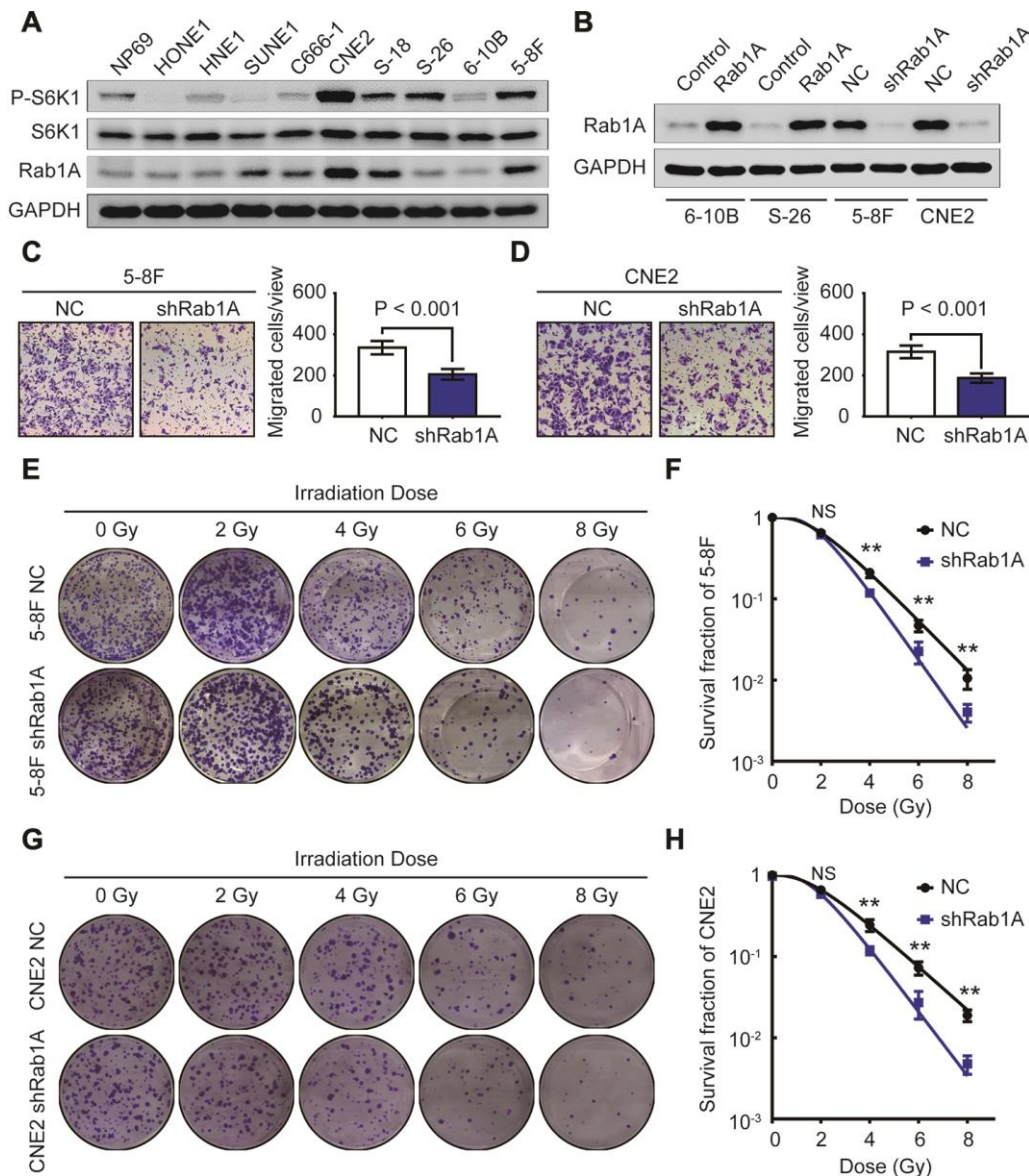 A
NP69 HONE1 HNE1 SUNE1 C666-1 CNE2 S-18 S-26 6-10B 5-8F
P-S6K1
S6K1
Rab1A
GAPDH
B
Control Rab1A Control Rab1A NC shRab1A NC shRab1A
Rab1A
GAPDH
6-10B S-26 5-8F CNE2
C
5-8F
NC shRab1A
Migrated cells/view
600
400
200
0
P < 0.001
NC shRab1A
D
CNE2
NC shRab1A
Migrated cells/view
600
400
200
0
P < 0.001
NC shRab1A
E
Irradiation Dose
0 Gy 2 Gy 4 Gy 6 Gy 8 Gy
5-8F NC
5-8F shRab1A
F
Survival fraction of 5-8F
1
10-1
10-2
10-3
NS
**
**
**
NC
shRab1A
0 2 4 6 8
Dose (Gy)
G
Irradiation Dose
0 Gy 2 Gy 4 Gy 6 Gy 8 Gy
CNE2 NC
CNE2 shRab1A
H
Survival fraction of CNE2
1
10-1
10-2
10-3
NS
**
**
**
NC
shRab1A
0 2 4 6 8
Dose (Gy)